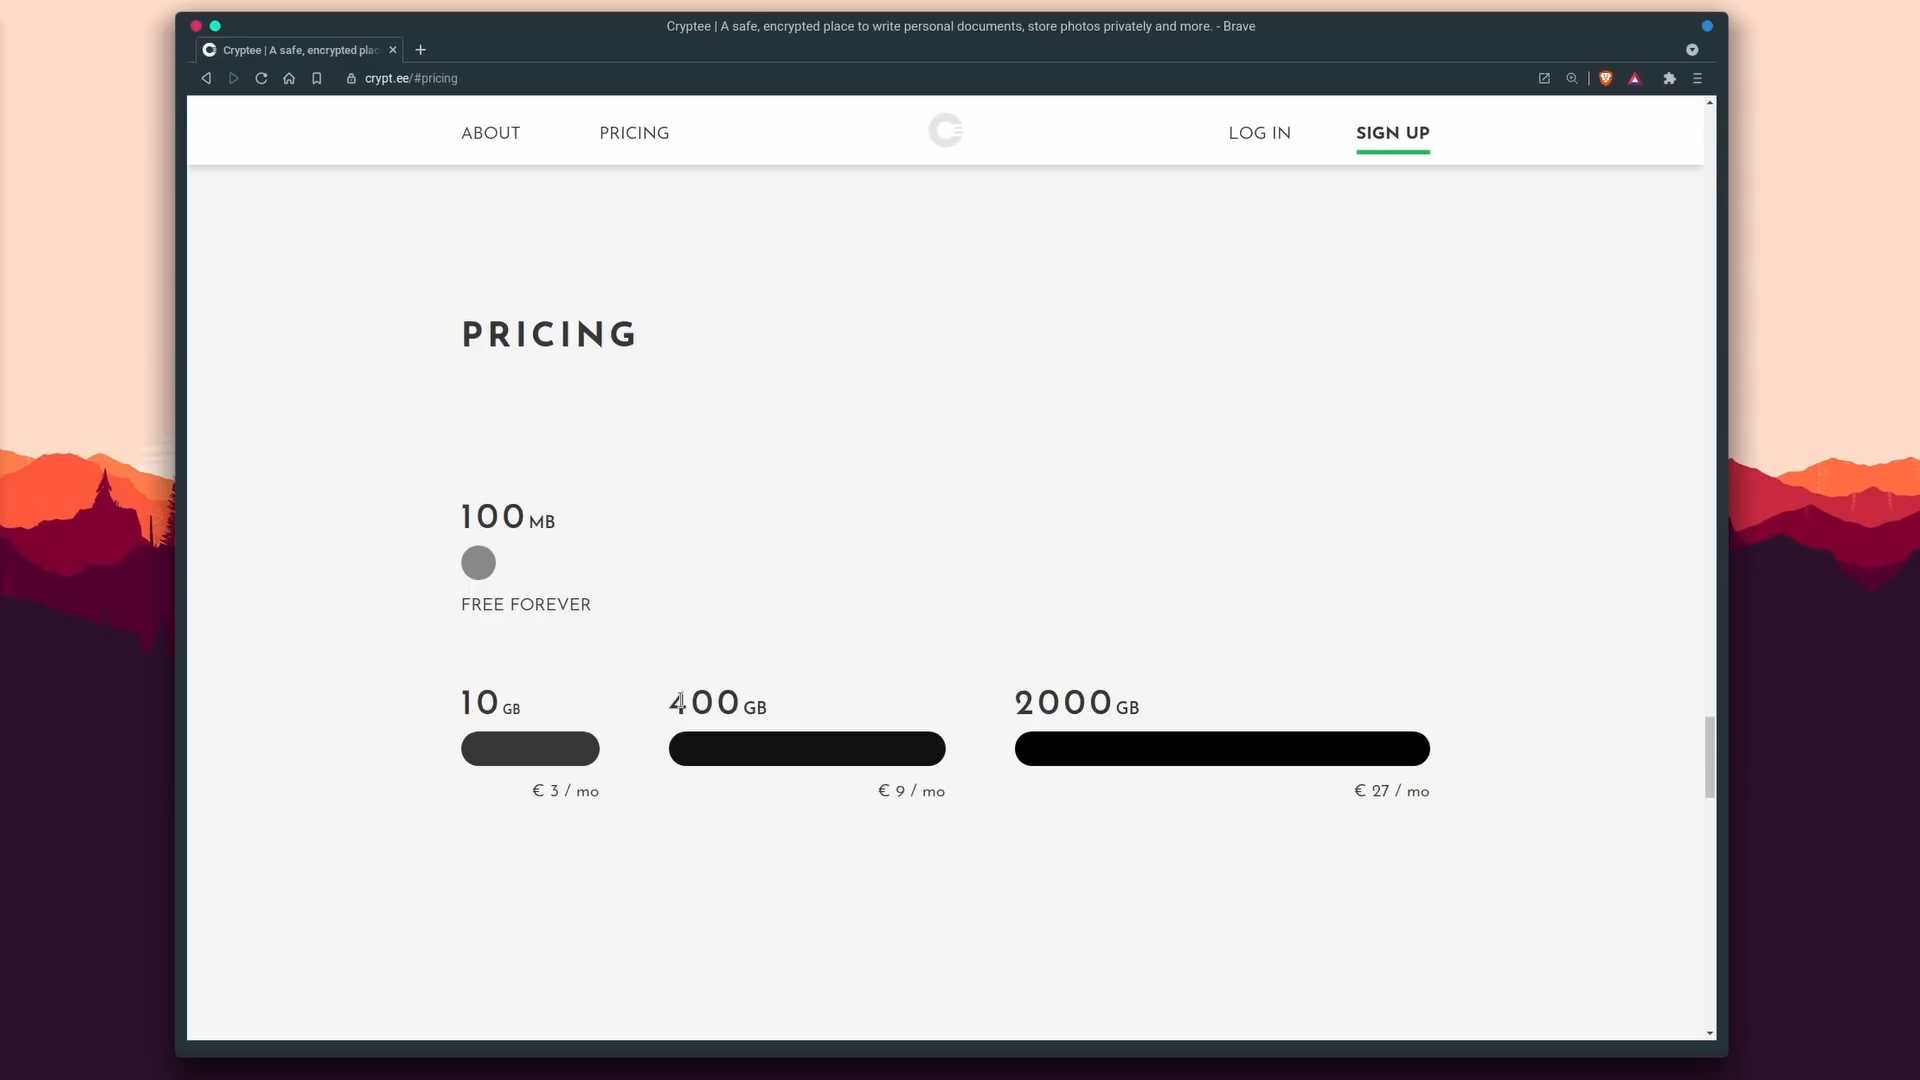 Cryptee | A safe, encrypted place to write personal documents, store photos privately and more. - Brave
Cryptee | A safe, encrypted plac
crypt.ee/#pricing
ABOUT PRICING LOG IN SIGN UP
PRICING
100 MB
FREE FOREVER
10 GB 400 GB 2000 GB
€ 3 / mo € 9 / mo € 27 / mo